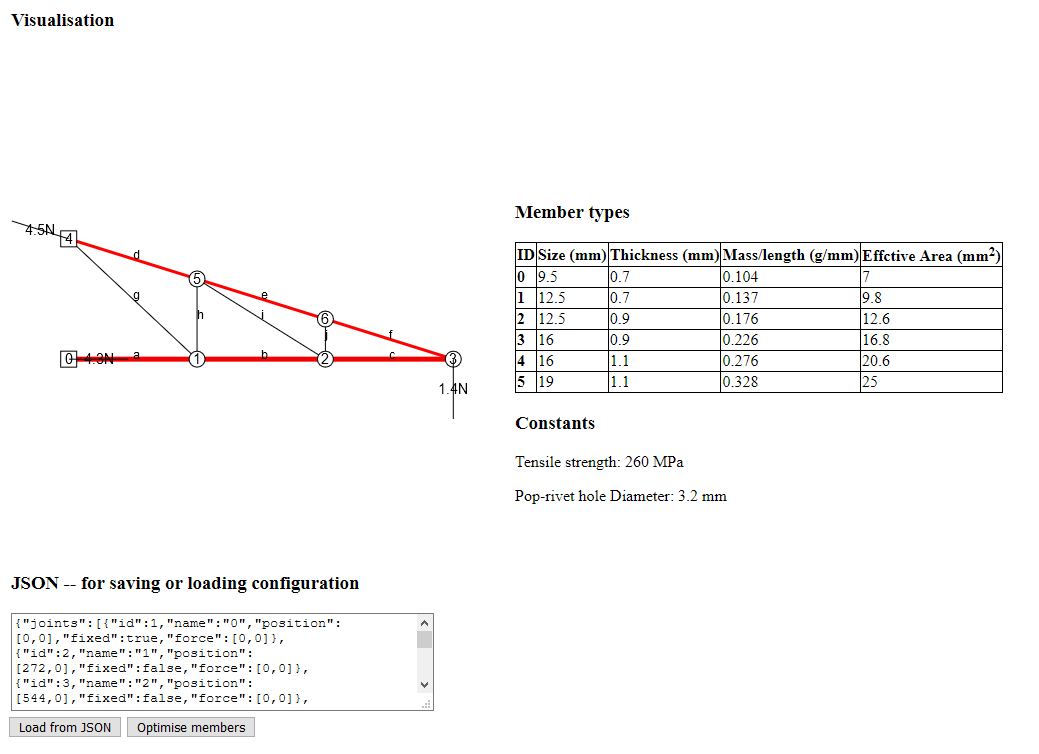 Visualisation
4.5N
4
d
5
g
h
e
i
6
j
f
0
4.3N
a
1
b
2
c
3
1.4N
Member types
ID Size (mm) Thickness (mm) Mass/length (g/mm) Effctive Area (mm²)
0 9.5 0.7 0.104 7
1 12.5 0.7 0.137 9.8
2 12.5 0.9 0.176 12.6
3 16 0.9 0.226 16.8
4 16 1.1 0.276 20.6
5 19 1.1 0.328 25
Constants
Tensile strength: 260 MPa
Pop-rivet hole Diameter: 3.2 mm
JSON -- for saving or loading configuration
{"joints":[{"id":1,"name":"0","position":
[0,0],"fixed":true,"force":[0,0]},
{"id":2,"name":"1","position":
[272,0],"fixed":false,"force":[0,0]},
{"id":3,"name":"2","position":
[544,0],"fixed":false,"force":[0,0]},
Load from JSON
Optimise members